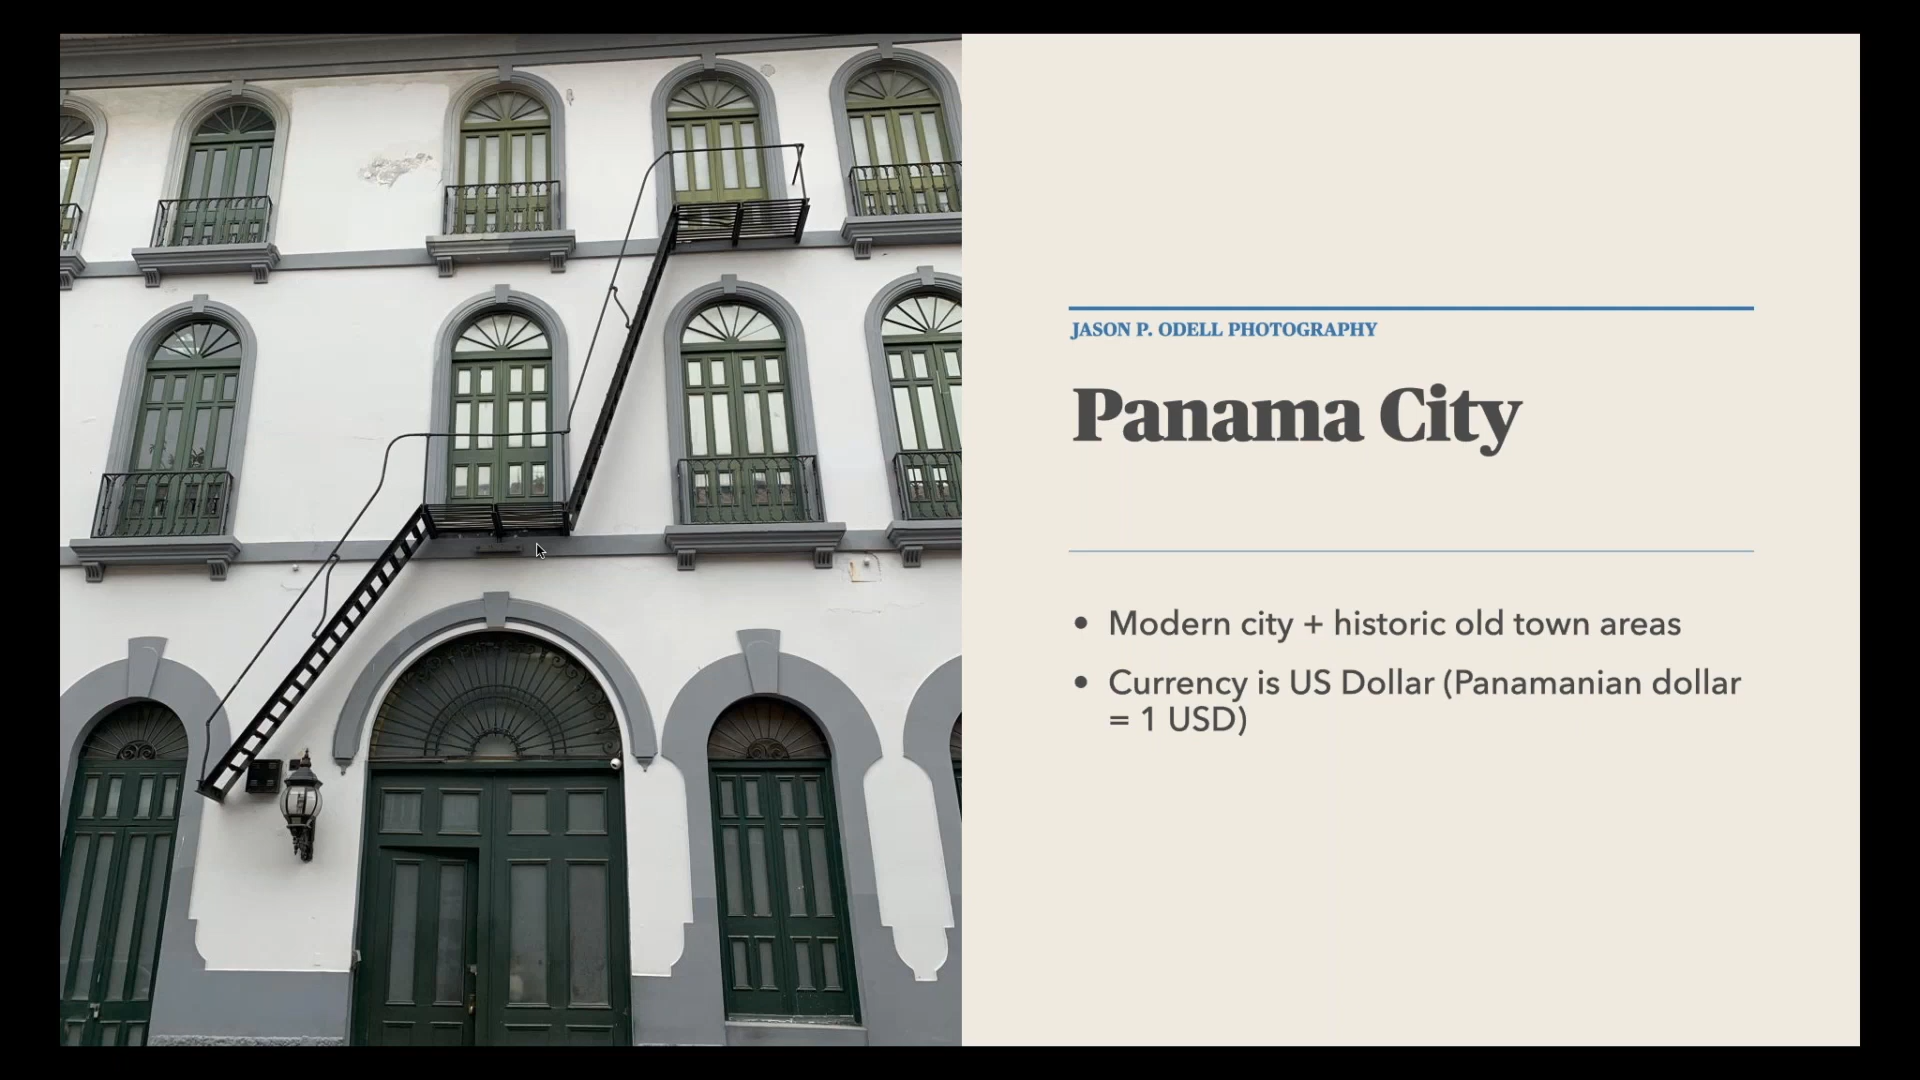 JASON P. ODELL PHOTOGRAPHY
Panama City
• Modern city + historic old town areas
• Currency is US Dollar (Panamanian dollar
= 1 USD)